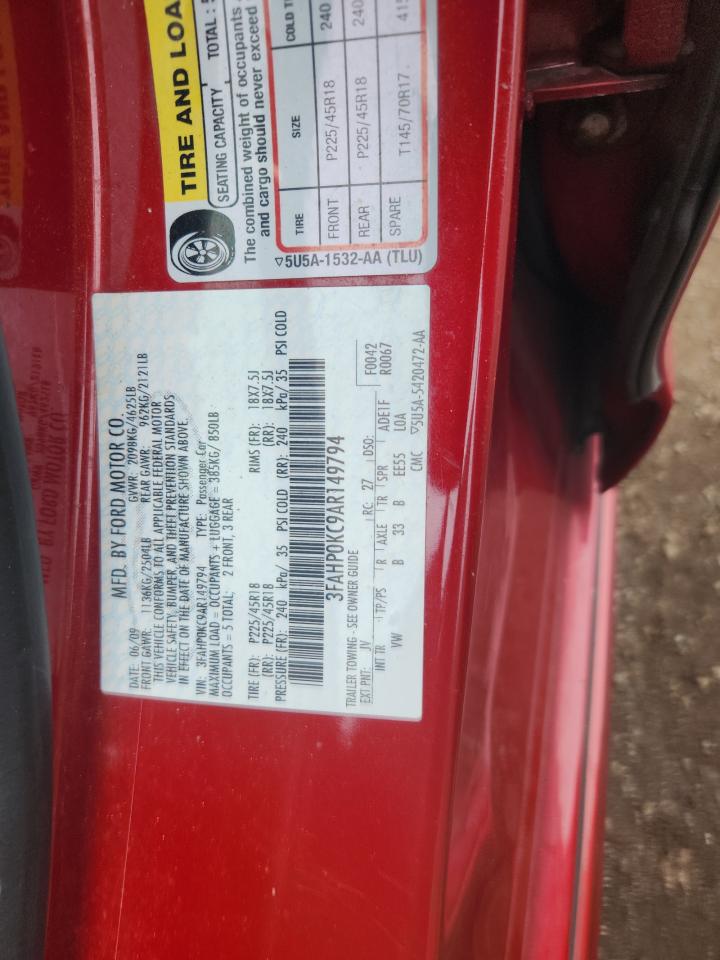 MFD. BY FORD MOTOR CO.
DATE: 06/09 GVWR: 2098KG/4625LB
FRONT GAWR: 1136KG/2504LB REAR GAWR: 962KG/2121LB
THIS VEHICLE CONFORMS TO ALL APPLICABLE FEDERAL MOTOR
VEHICLE SAFETY, BUMPER, AND THEFT PREVENTION STANDARDS
IN EFFECT ON THE DATE OF MANUFACTURE SHOWN ABOVE.
VIN: 3FAHP0KC9AR149794 TYPE: Passenger Car
MAXIMUM LOAD = OCCUPANTS + LUGGAGE = 385KG/ 850LB
OCCUPANTS = 5 TOTAL: 2 FRONT, 3 REAR
TIRE (FR): P225/45R18 RIMS (FR): 18X7.5J
(RR): P225/45R18 (RR): 18X7.5J
PRESSURE (FR): 240 kPa/ 35 PSI COLD (RR): 240 kPa/ 35 PSI COLD
3FAHP0KC9AR149794
TRAILER TOWING - SEE OWNER GUIDE
EXT PNT: JV RC: 27 DSO: F0042
R0067
INT TR TP/PS R AXLE TR SPR ADE1F
VW B 33 B EE55 L0A
CMC ▽5U5A-5420472-AA
TIRE AND LOA
SEATING CAPACITY TOTAL : 5
The combined weight of occupants
and cargo should never exceed
TIRE SIZE COLD TI
FRONT P225/45R18 240
REAR P225/45R18 240
SPARE T145/70R17 415
▽5U5A-1532-AA (TLU)